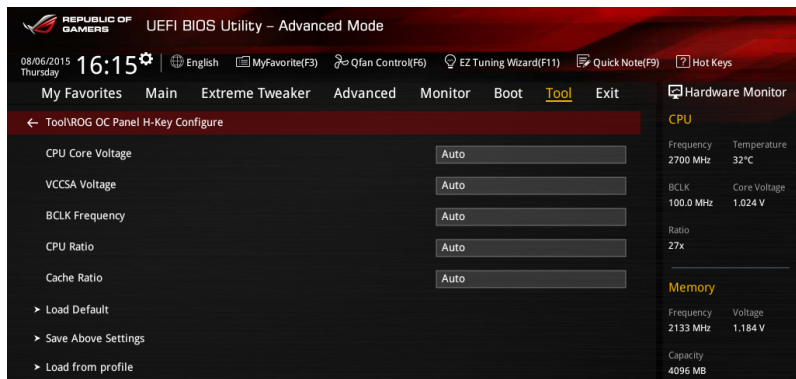 REPUBLIC OF
GAMERS
UEFI BIOS Utility – Advanced Mode
08/06/2015
Thursday
16:15
English
MyFavorite(F3)
Qfan Control(F6)
EZ Tuning Wizard(F11)
Quick Note(F9)
? Hot Keys
My Favorites
Main
Extreme Tweaker
Advanced
Monitor
Boot
Tool
Exit
← Tool\ROG OC Panel H-Key Configure
CPU Core Voltage Auto
VCCSA Voltage Auto
BCLK Frequency Auto
CPU Ratio Auto
Cache Ratio Auto
➤ Load Default
➤ Save Above Settings
➤ Load from profile
Hardware Monitor
CPU
Frequency Temperature
2700 MHz 32°C
BCLK Core Voltage
100.0 MHz 1.024 V
Ratio
27x
Memory
Frequency Voltage
2133 MHz 1.184 V
Capacity
4096 MB